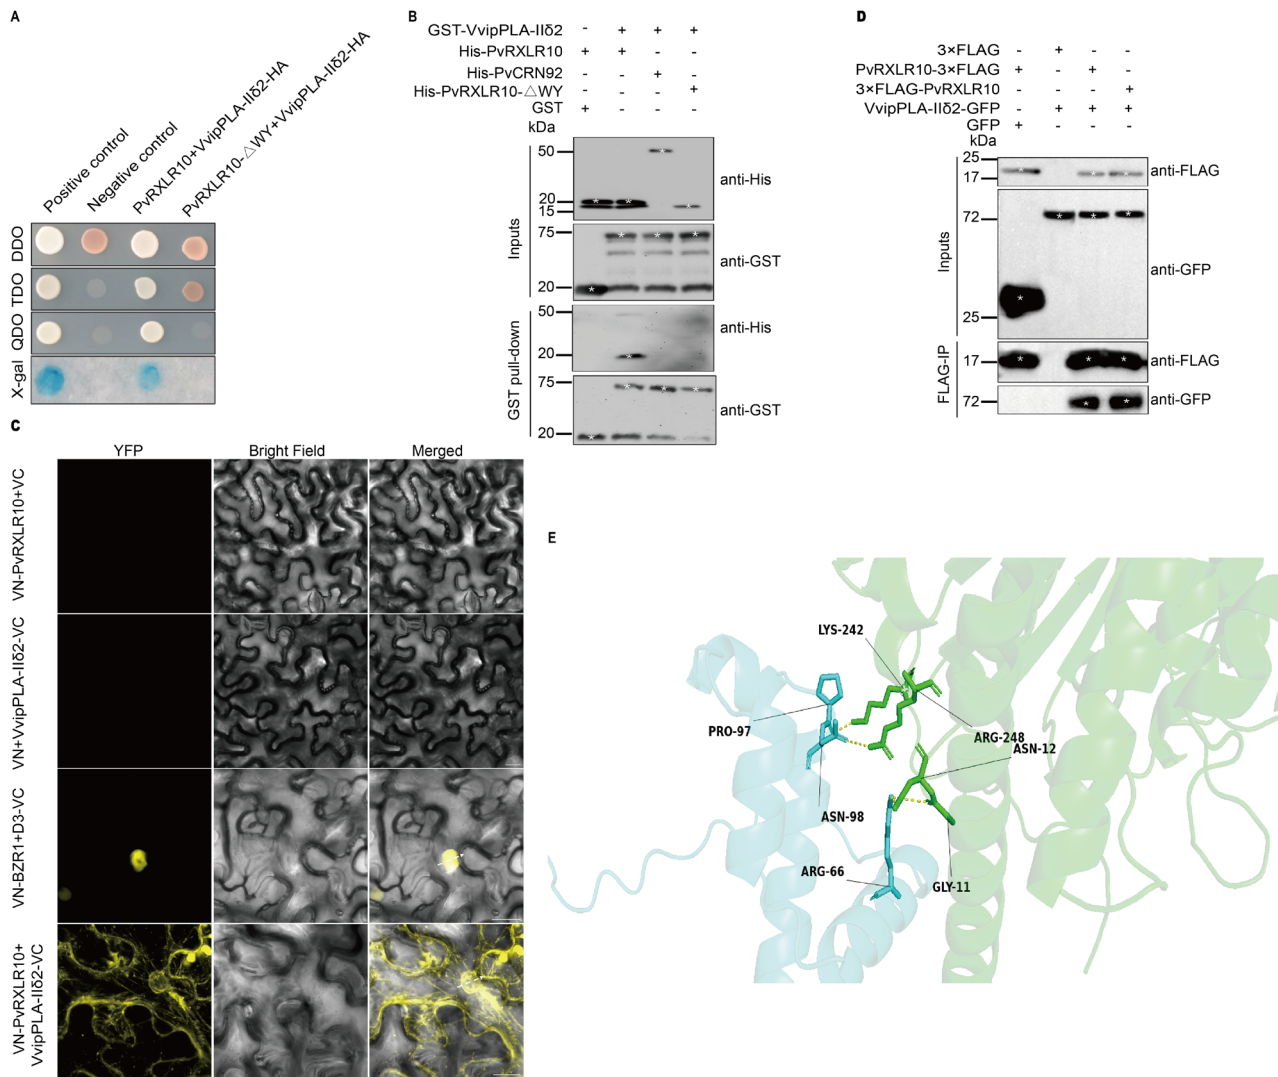 A
Positive control
Negative control
PvRXLR10+VvipPLA-IIδ2-HA
PvRXLR10-△WY+VvipPLA-IIδ2-HA
DDO
TDO
QDO
X-gal
B
GST-VvipPLA-IIδ2 - + + +
His-PvRXLR10 + + - -
His-PvCRN92 - - + -
His-PvRXLR10-△WY - - - +
GST + - - -
kDa
Inputs
50
20
15
anti-His
75
20
anti-GST
GST pull-down
50
20
anti-His
75
20
anti-GST
C
YFP Bright Field Merged
VN-PvRXLR10+VC
VN+VvipPLA-IIδ2-VC
VN-BZR1+D3-VC
VN-PvRXLR10+
VvipPLA-IIδ2-VC
D
3×FLAG - + - -
PvRXLR10-3×FLAG + - + -
3×FLAG-PvRXLR10 - - - +
VvipPLA-IIδ2-GFP - + + +
GFP + - - -
kDa
Inputs
25
17
anti-FLAG
72
25
anti-GFP
FLAG-IP
17
anti-FLAG
72
anti-GFP
E
LYS-242
PRO-97
ARG-248
ASN-12
ASN-98
ARG-66
GLY-11